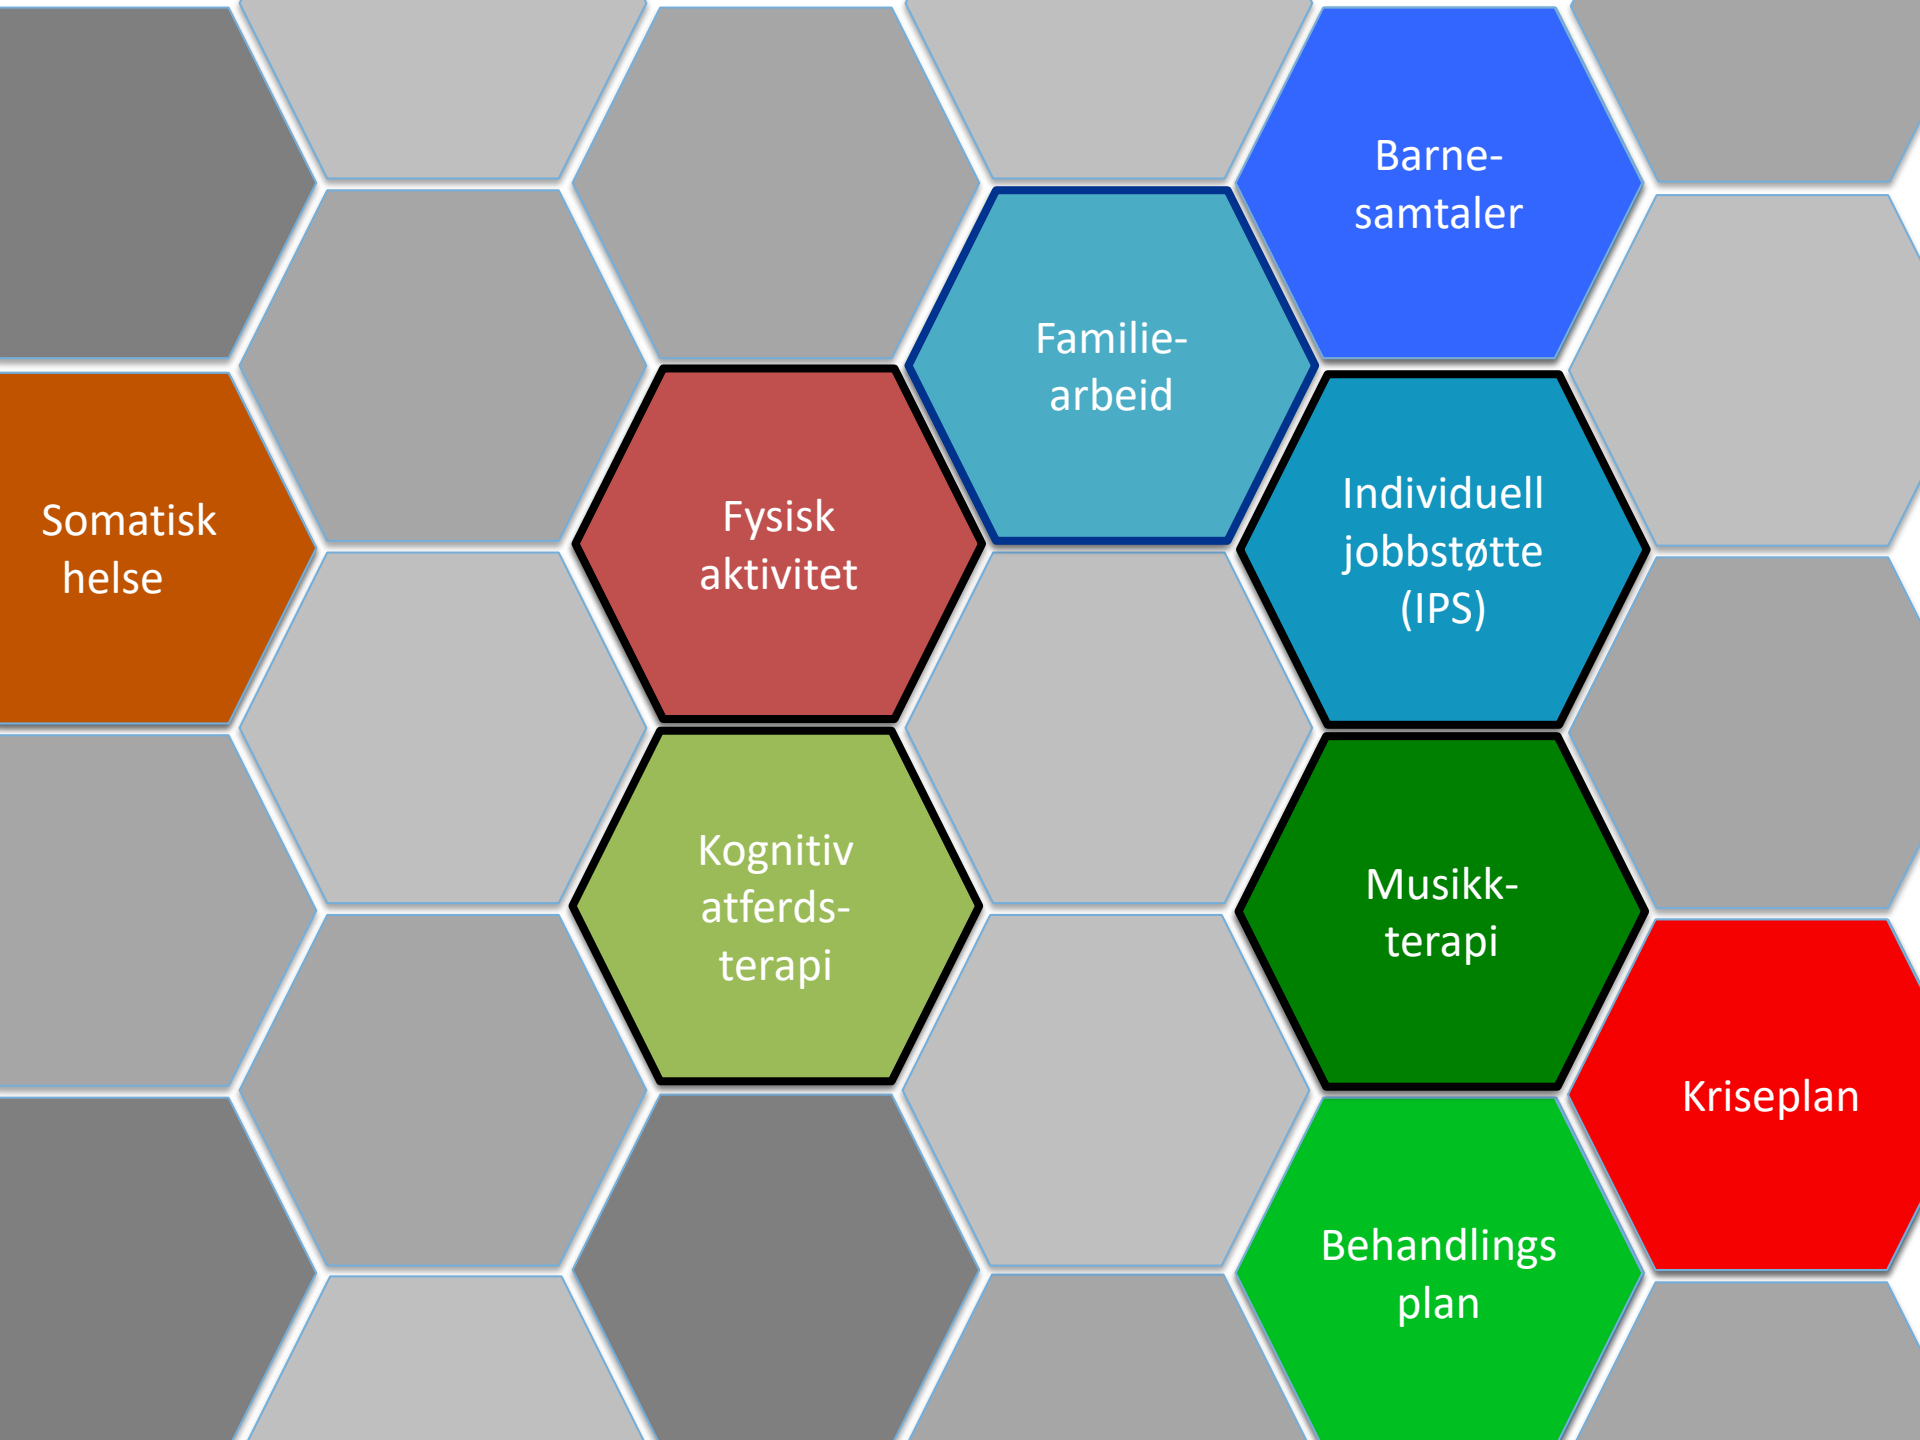 Barne-
samtaler
Familie-
arbeid
Somatisk
helse
Fysisk
aktivitet
Individuell
jobbstøtte
(IPS)
Kognitiv
atferds-
terapi
Musikk-
terapi
Kriseplan
Behandlings
plan